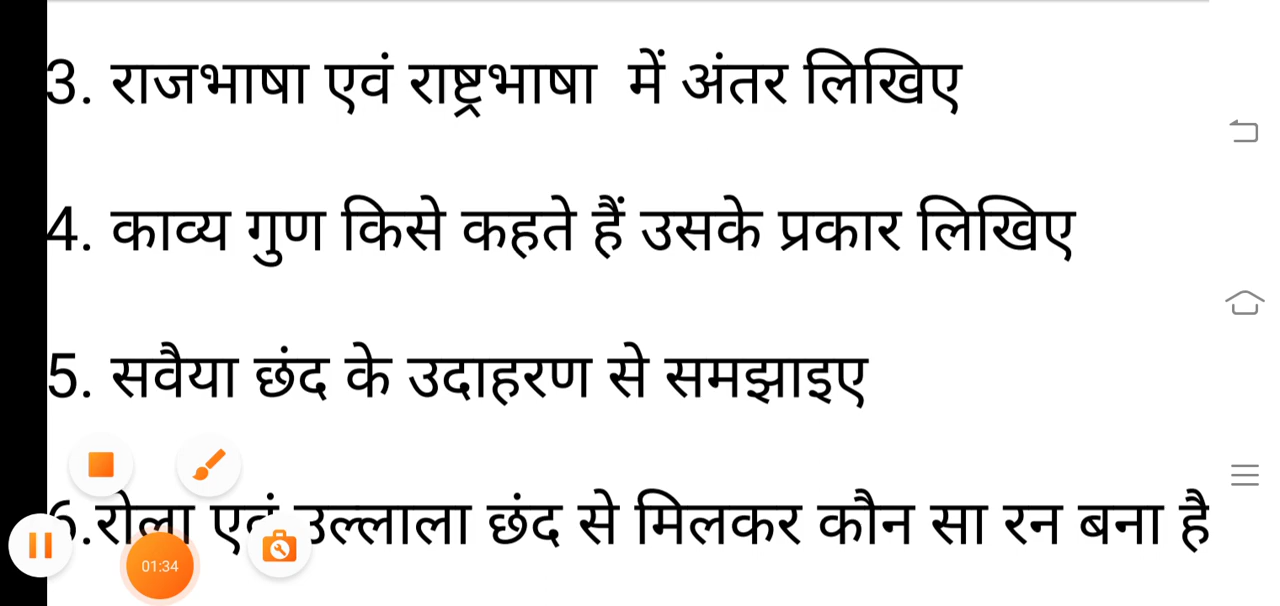 3. राजभाषा एवं राष्ट्रभाषा में अंतर लिखिए
4. काव्य गुण किसे कहते हैं उसके प्रकार लिखिए
5. सवैया छंद के उदाहरण से समझाइए
6.रोला एवं उल्लाला छंद से मिलकर कौन सा रन बना है
01:34